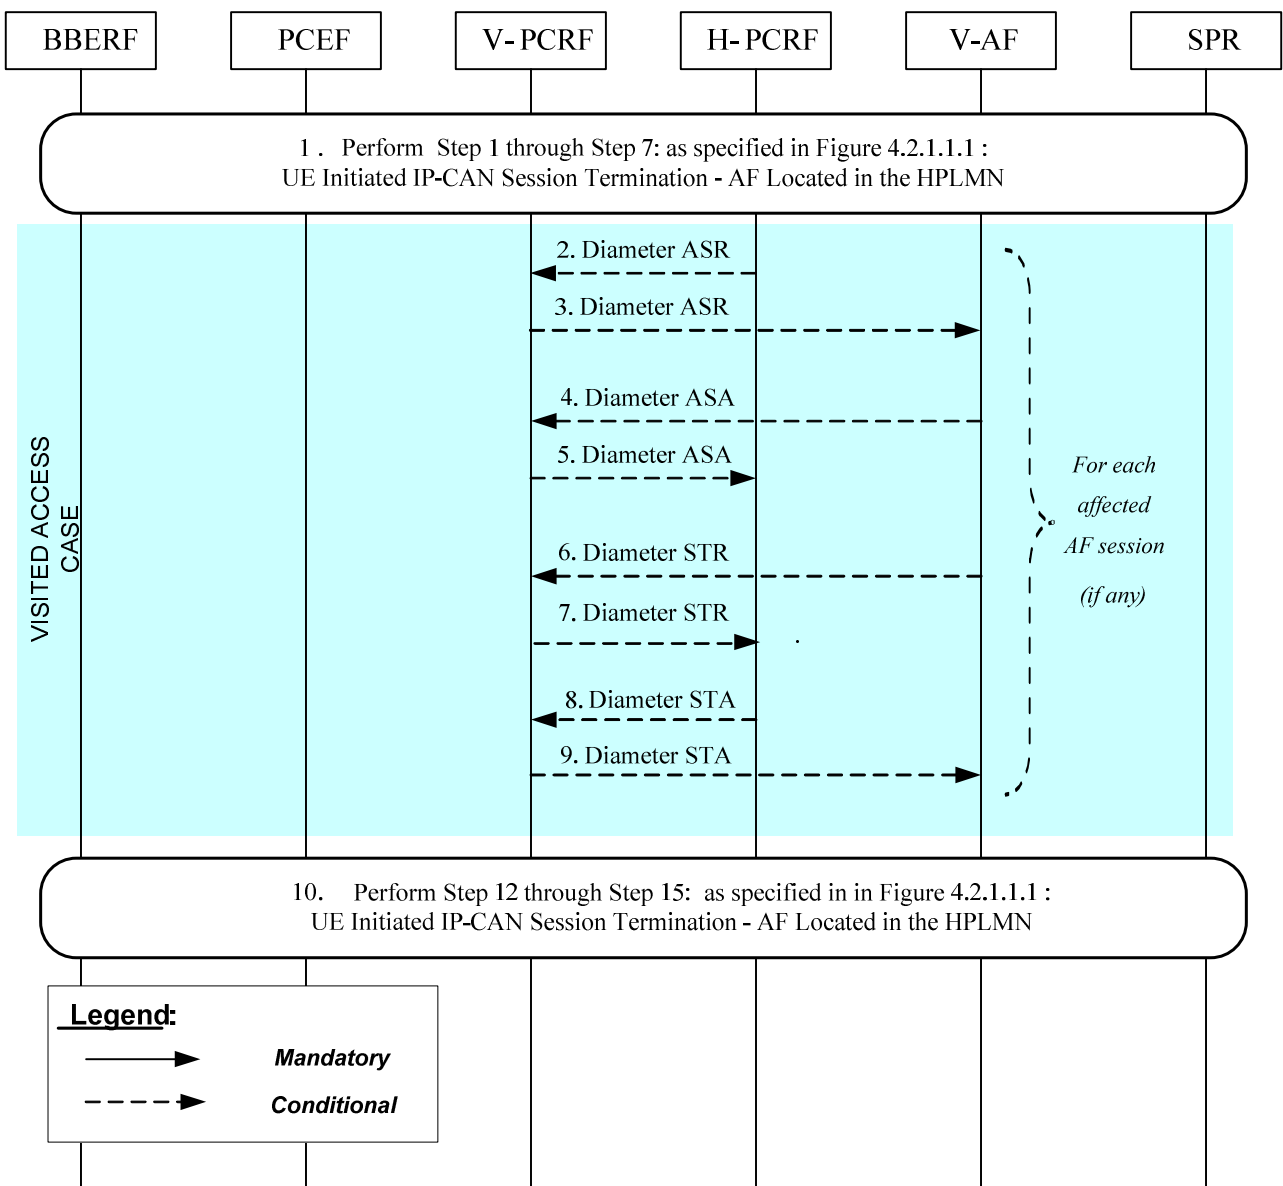 BBERF
PCEF
V-PCRF
H-PCRF
V-AF
SPR
1. Perform Step 1 through Step 7: as specified in Figure 4.2.1.1.1:
UE Initiated IP-CAN Session Termination - AF Located in the HPLMN
2. Diameter ASR
3. Diameter ASR
4. Diameter ASA
5. Diameter ASA
6. Diameter STR
7. Diameter STR
8. Diameter STA
9. Diameter STA
VISITED ACCESS
CASE
For each
affected
AF session
(if any)
10. Perform Step 12 through Step 15: as specified in in Figure 4.2.1.1.1:
UE Initiated IP-CAN Session Termination - AF Located in the HPLMN
Legend:
Mandatory
Conditional